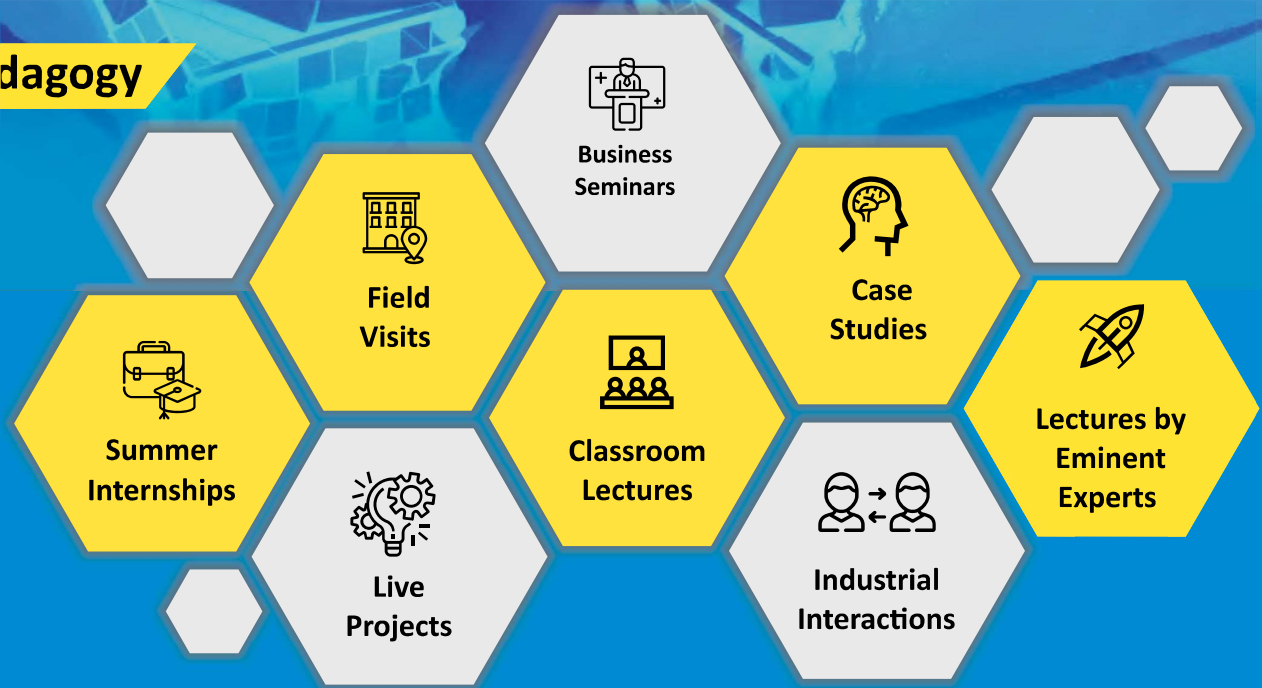 dagogy
Business
Seminars
Field
Visits
Case
Studies
Summer
Internships
Classroom
Lectures
Lectures by
Eminent
Experts
Live
Projects
Industrial
Interactions